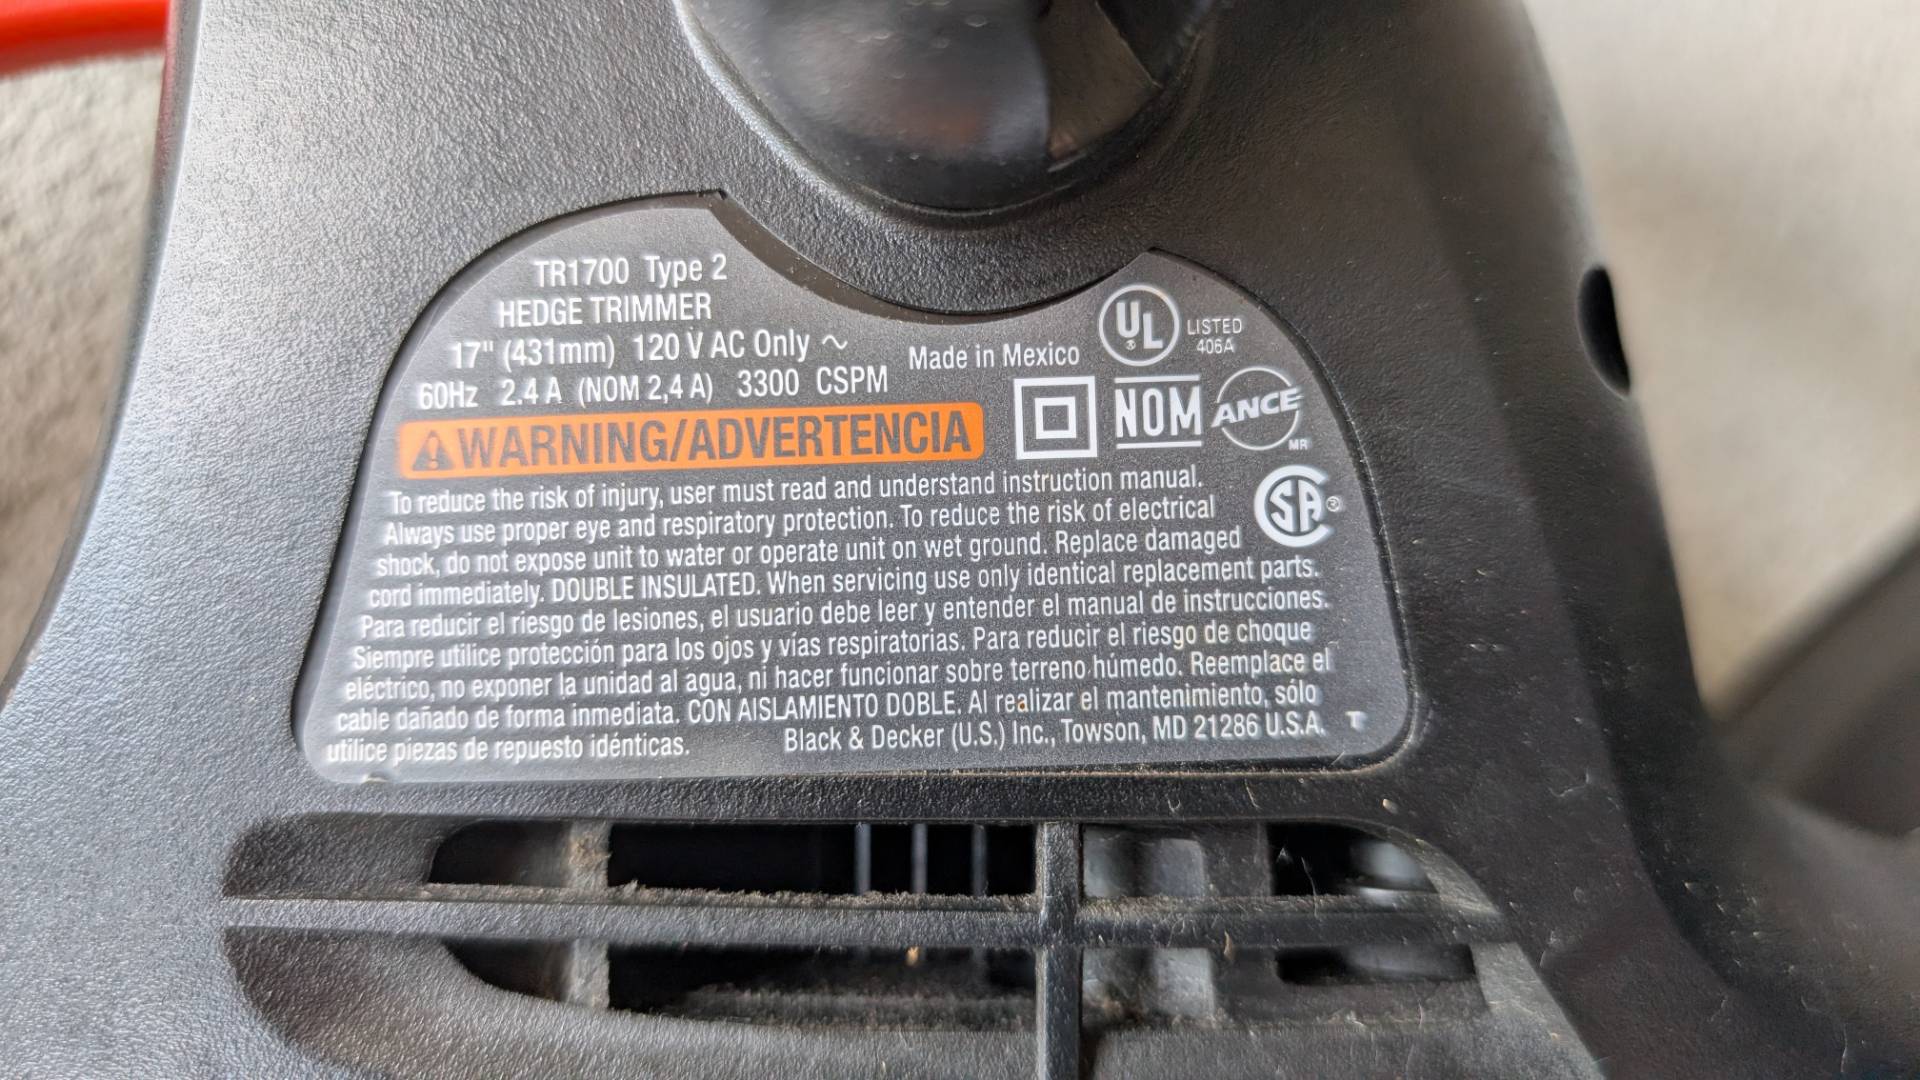 TR1700 Type 2
HEDGE TRIMMER
17" (431mm) 120 V AC Only ~
60Hz 2.4 A (NOM 2,4 A) 3300 CSPM
Made in Mexico
UL ®
LISTED
406A
NOM
ANCE
MR
⚠WARNING/ADVERTENCIA
SA ®
To reduce the risk of injury, user must read and understand instruction manual.
Always use proper eye and respiratory protection. To reduce the risk of electrical
shock, do not expose unit to water or operate unit on wet ground. Replace damaged
cord immediately. DOUBLE INSULATED. When servicing use only identical replacement parts.
Para reducir el riesgo de lesiones, el usuario debe leer y entender el manual de instrucciones.
Siempre utilice protección para los ojos y vías respiratorias. Para reducir el riesgo de choque
eléctrico, no exponer la unidad al agua, ni hacer funcionar sobre terreno húmedo. Reemplace el
cable dañado de forma inmediata. CON AISLAMIENTO DOBLE. Al realizar el mantenimiento, sólo
utilice piezas de repuesto idénticas.
Black & Decker (U.S.) Inc., Towson, MD 21286 U.S.A.
T